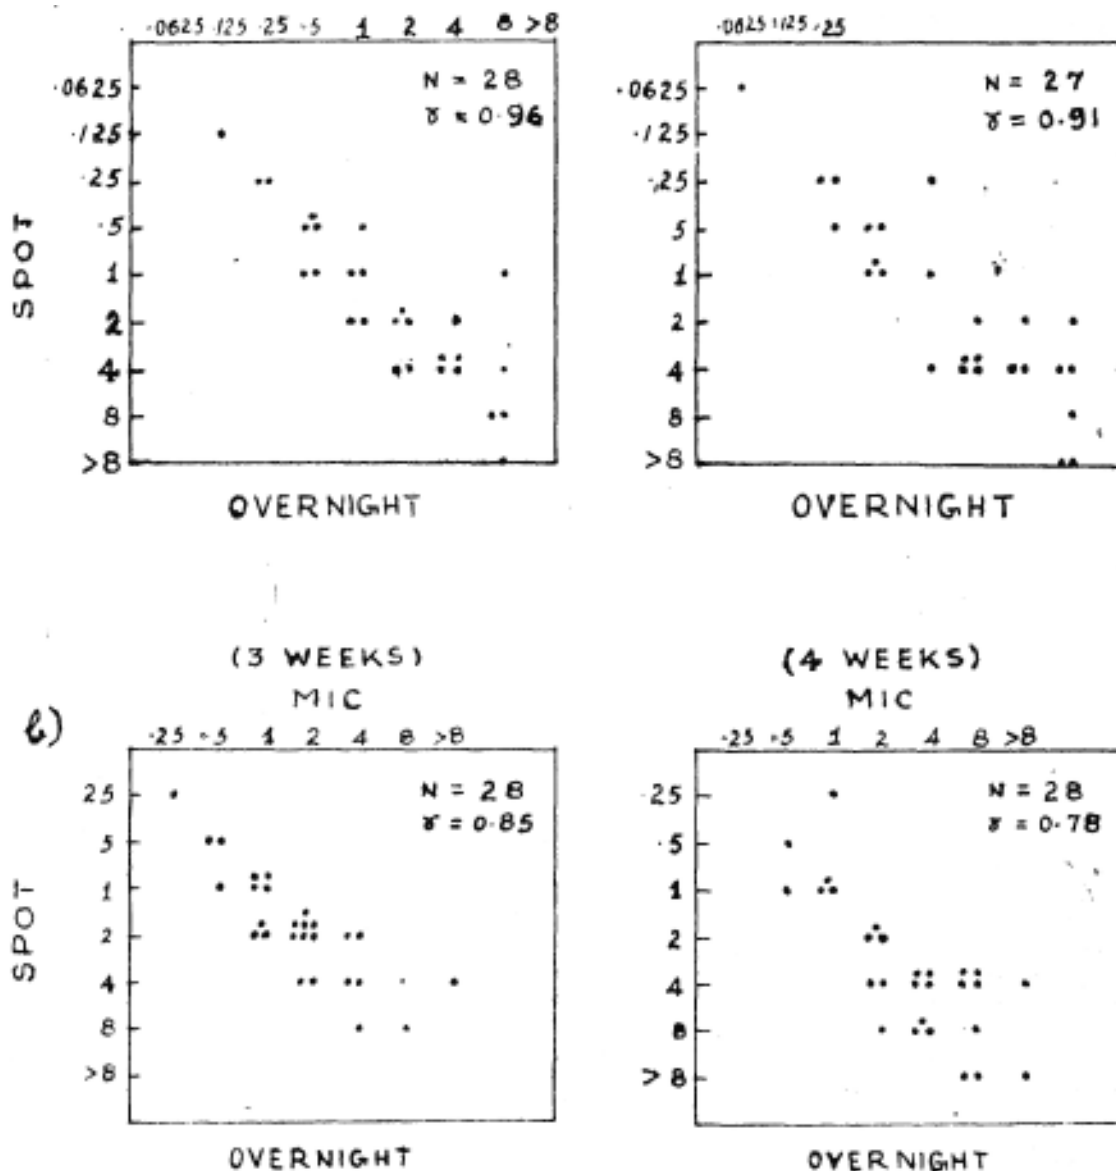 .0625 .125 .25 .5 1 2 4 8 >8
N = 28
γ = 0.96
.0625
.125
.25
.5
1
2
4
8
>8
SPOT
OVERNIGHT
.0625 .125 .25
N = 27
γ = 0.91
.0625
.125
.25
.5
1
2
4
8
>8
OVERNIGHT
b)
(3 WEEKS)
MIC
.25 .5 1 2 4 8 >8
N = 28
γ = 0.85
25
5
1
2
4
8
>8
SPOT
OVERNIGHT
(4 WEEKS)
MIC
.25 .5 1 2 4 8 >8
N = 28
γ = 0.78
.25
.5
1
2
4
8
> 8
OVERNIGHT